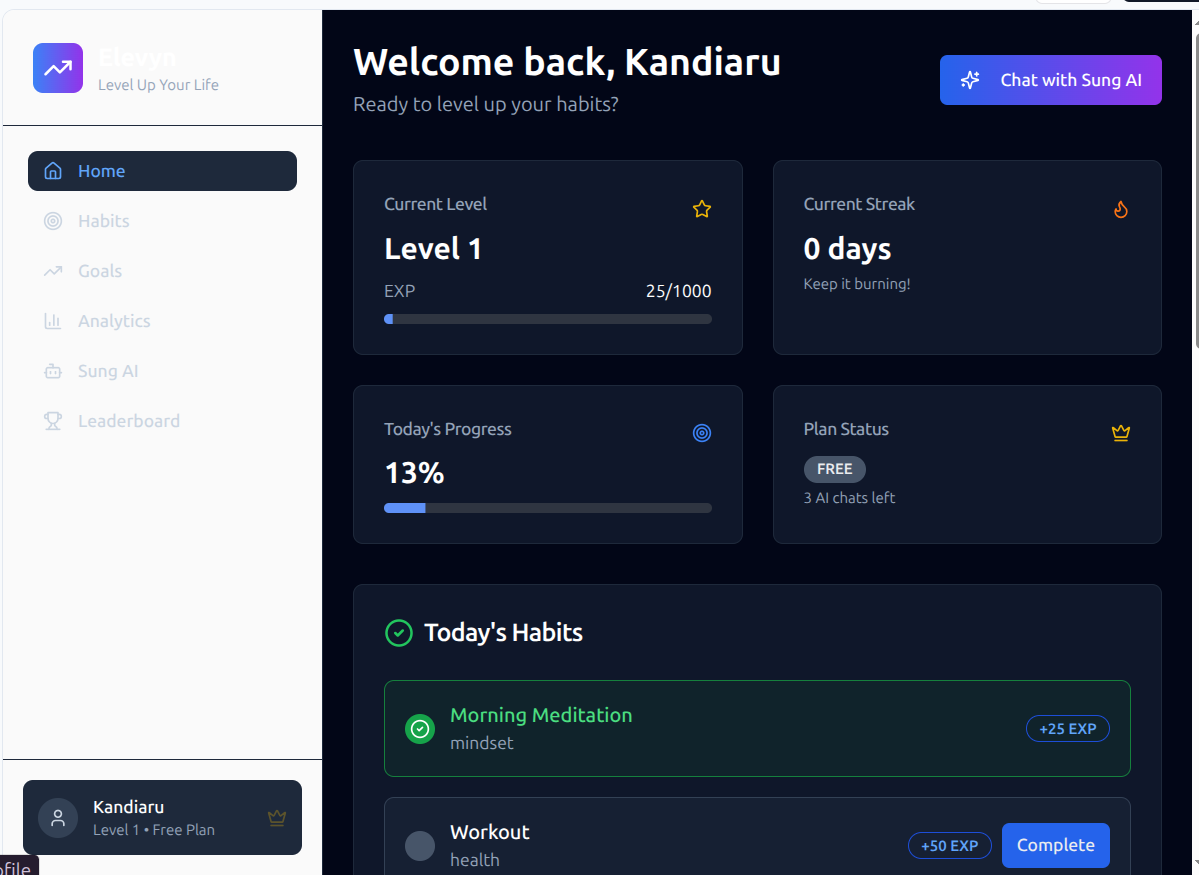 Elevyn
Level Up Your Life
Home
Habits
Goals
Analytics
Sung AI
Leaderboard
Kandiaru
Level 1 • Free Plan
ofile
Welcome back, Kandiaru
Ready to level up your habits?
Chat with Sung AI
Current Level
Level 1
EXP 25/1000
Current Streak
0 days
Keep it burning!
Today's Progress
13%
Plan Status
FREE
3 AI chats left
Today's Habits
Morning Meditation
mindset
+25 EXP
Workout
health
+50 EXP
Complete